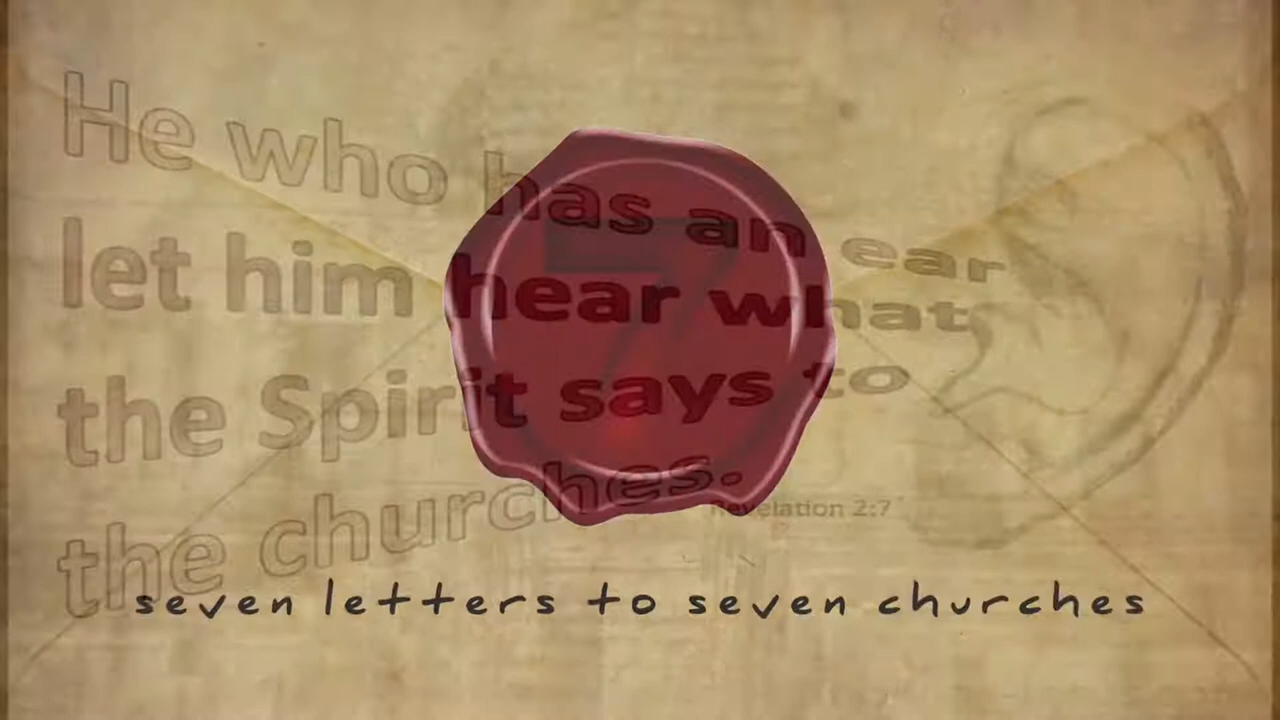 He who has an ear
let him hear what
the Spirit says to
the churches.
Revelation 2:7
7
seven letters to seven churches